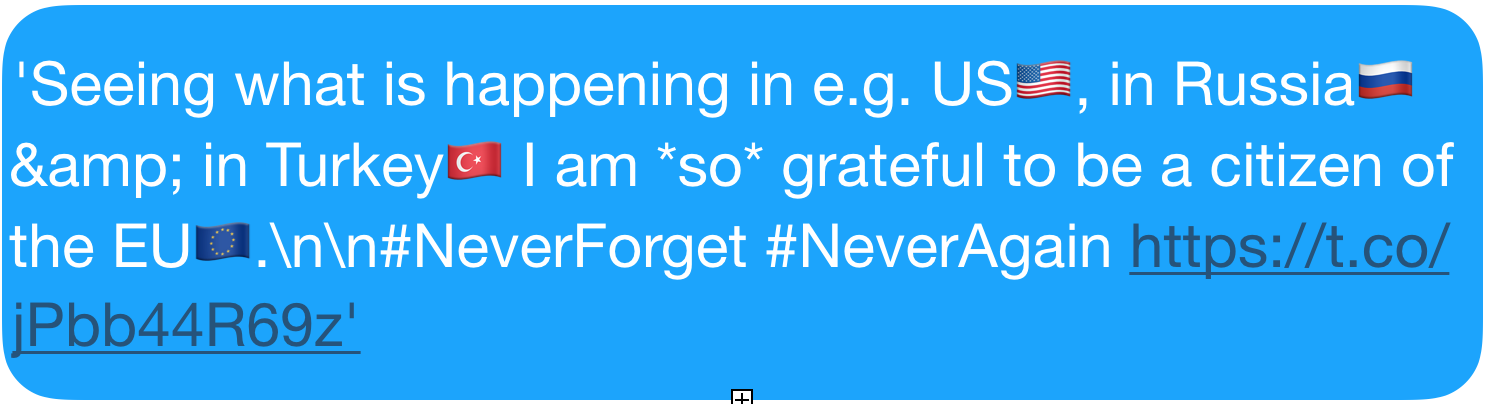 'Seeing what is happening in e.g. US🇺🇸, in Russia🇷🇺
&amp; in Turkey🇹🇷 I am *so* grateful to be a citizen of
the EU🇪🇺.\n\n#NeverForget #NeverAgain https://t.co/
jPbb44R69z'